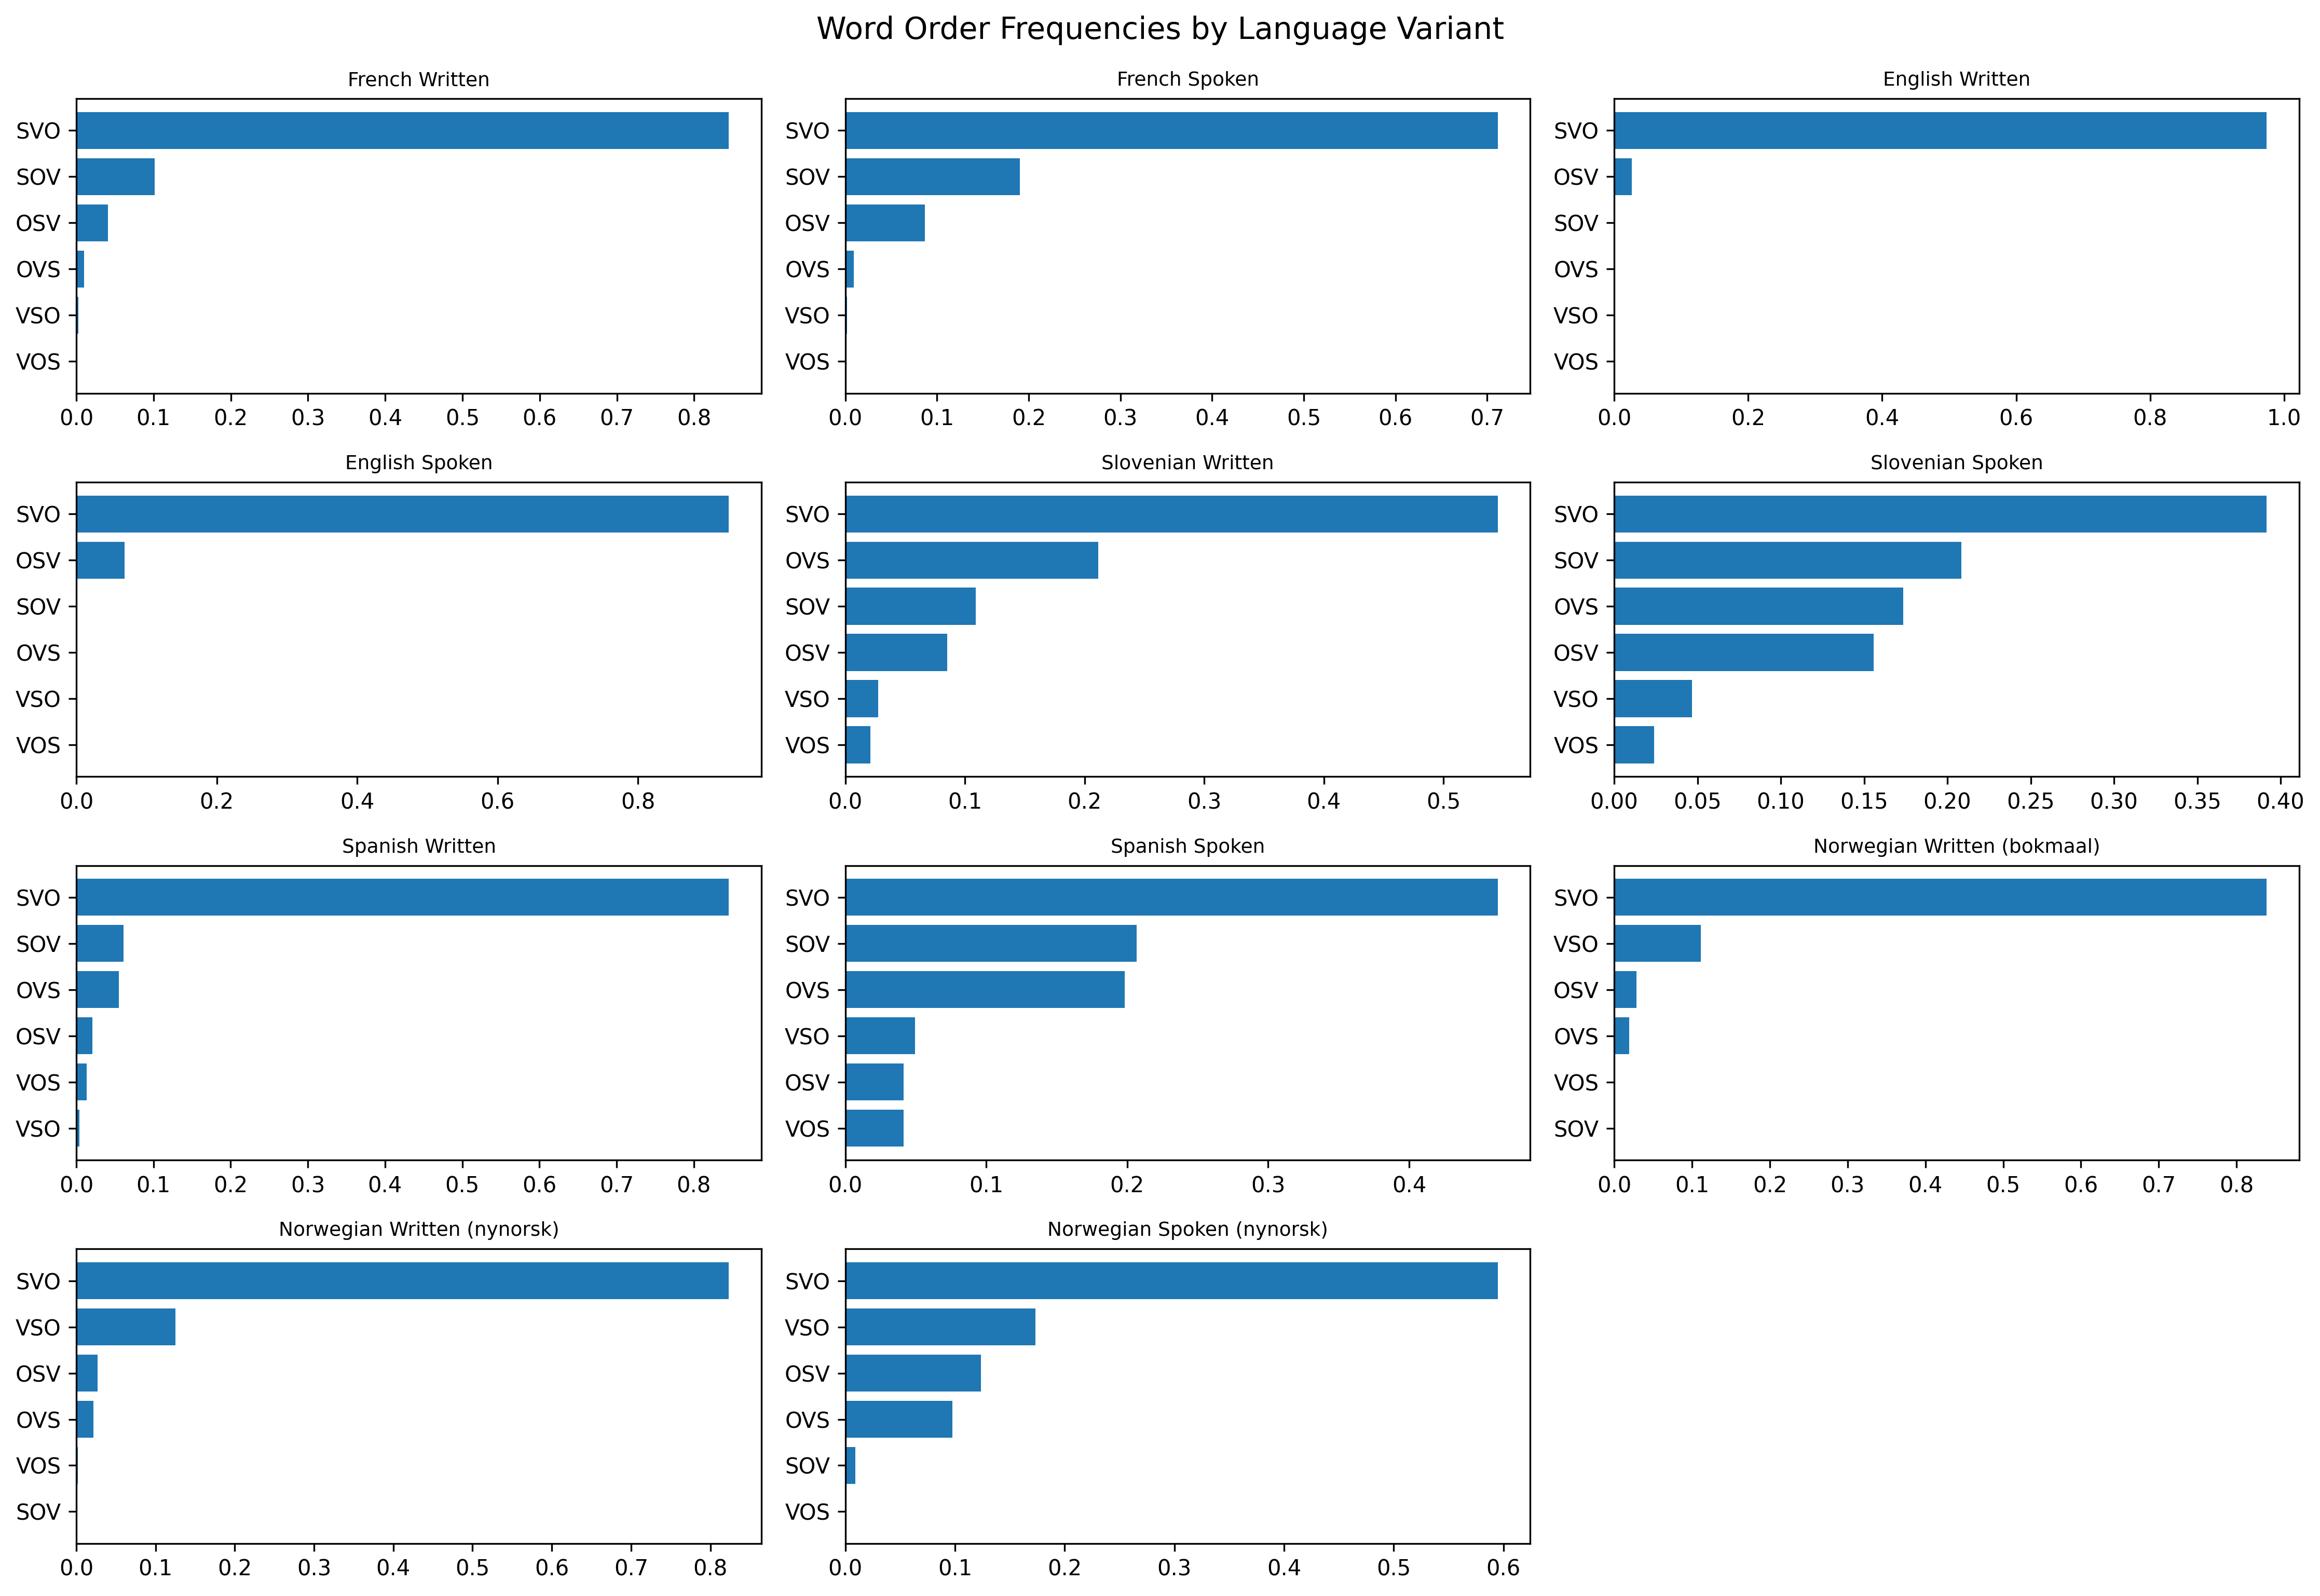 Word Order Frequencies by Language Variant
French Written
SVO
SOV
OSV
OVS
VSO
VOS
0.0 0.1 0.2 0.3 0.4 0.5 0.6 0.7 0.8
French Spoken
SVO
SOV
OSV
OVS
VSO
VOS
0.0 0.1 0.2 0.3 0.4 0.5 0.6 0.7
English Written
SVO
OSV
SOV
OVS
VSO
VOS
0.0 0.2 0.4 0.6 0.8 1.0
English Spoken
SVO
OSV
SOV
OVS
VSO
VOS
0.0 0.2 0.4 0.6 0.8
Slovenian Written
SVO
OVS
SOV
OSV
VSO
VOS
0.0 0.1 0.2 0.3 0.4 0.5
Slovenian Spoken
SVO
SOV
OVS
OSV
VSO
VOS
0.00 0.05 0.10 0.15 0.20 0.25 0.30 0.35 0.40
Spanish Written
SVO
SOV
OVS
OSV
VOS
VSO
0.0 0.1 0.2 0.3 0.4 0.5 0.6 0.7 0.8
Spanish Spoken
SVO
SOV
OVS
VSO
OSV
VOS
0.0 0.1 0.2 0.3 0.4
Norwegian Written (bokmaal)
SVO
VSO
OSV
OVS
VOS
SOV
0.0 0.1 0.2 0.3 0.4 0.5 0.6 0.7 0.8
Norwegian Written (nynorsk)
SVO
VSO
OSV
OVS
VOS
SOV
0.0 0.1 0.2 0.3 0.4 0.5 0.6 0.7 0.8
Norwegian Spoken (nynorsk)
SVO
VSO
OSV
OVS
SOV
VOS
0.0 0.1 0.2 0.3 0.4 0.5 0.6